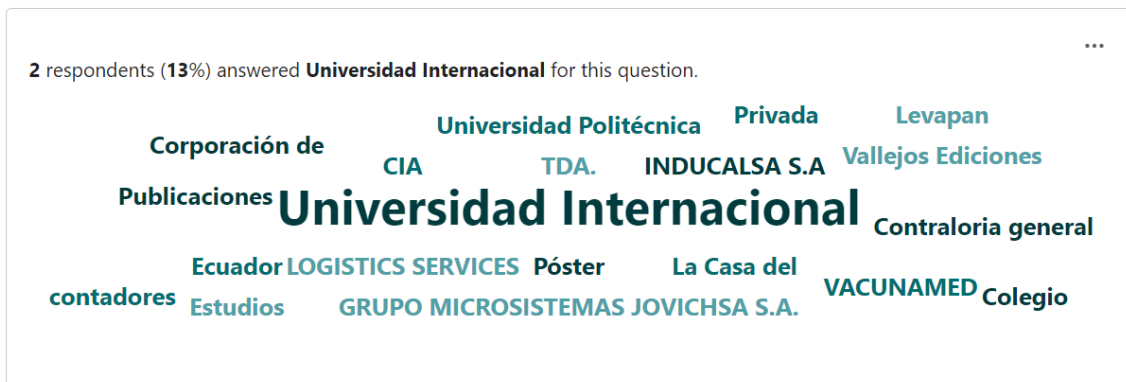 2 respondents (13%) answered Universidad Internacional for this question.
Universidad Politécnica
Privada
Levapan
Corporación de
CIA
TDA.
INDUCALSA S.A
Vallejos Ediciones
Publicaciones
Universidad Internacional
Contraloria general
Ecuador
LOGISTICS SERVICES
Póster
La Casa del
VACUNAMED
contadores
Estudios
GRUPO MICROSISTEMAS JOVICHSA S.A.
Colegio